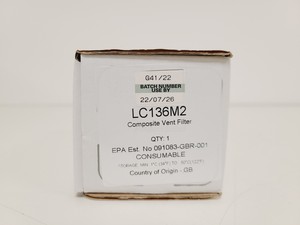 G41/22
BATCH NUMBER
USE BY
22/07/26
LC136M2
Composite Vent Filter
QTY: 1
EPA Est. No 091083-GBR-001
CONSUMABLE
Country of Origin - GB